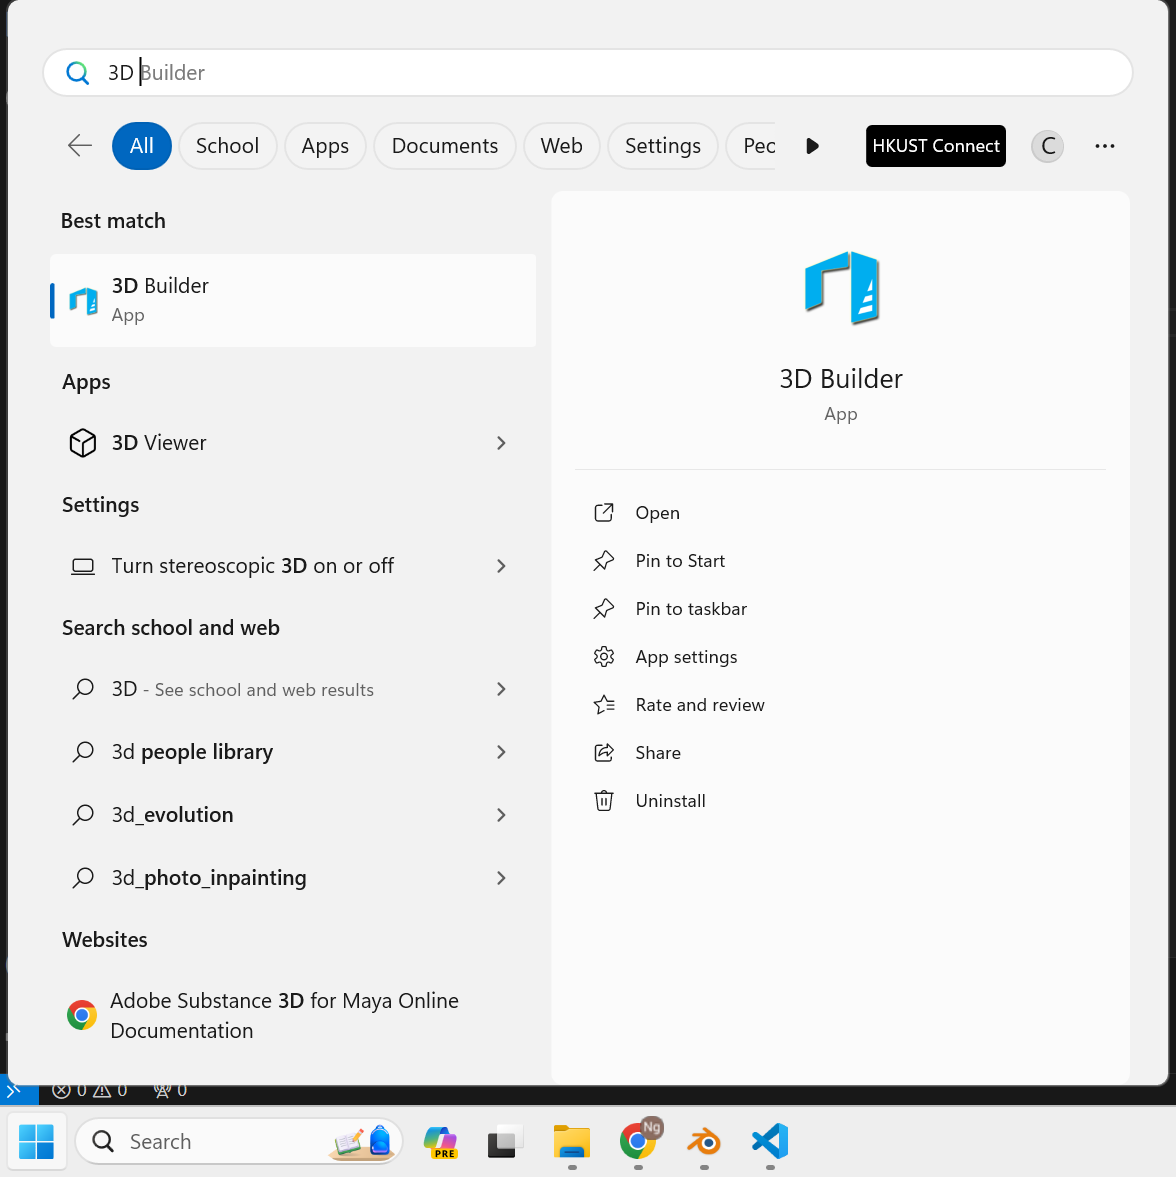 3D Builder
All
School
Apps
Documents
Web
Settings
HKUST Connect
C
Best match
3D Builder
App
Apps
3D Viewer
Settings
Turn stereoscopic 3D on or off
Search school and web
3D - See school and web results
3d people library
3d_evolution
3d_photo_inpainting
Websites
Adobe Substance 3D for Maya Online
Documentation
3D Builder
App
Open
Pin to Start
Pin to taskbar
App settings
Rate and review
Share
Uninstall
0 0 0
Search
PRE
Ng